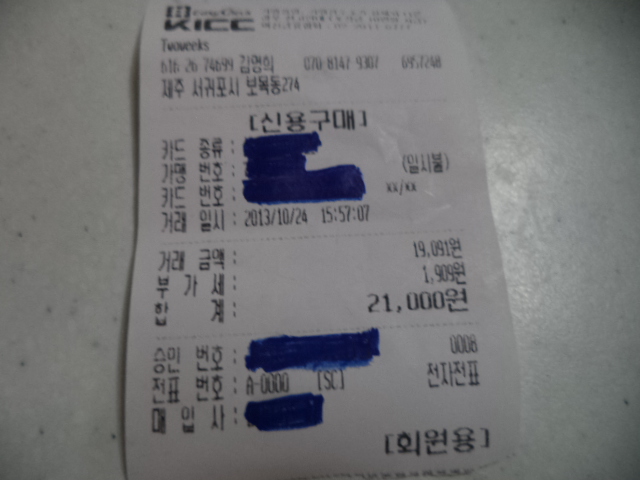 Easy Check
KICC
Twoweeks
616 26 74699 김영희 070-8147 9307 6957248
제주 서귀포시 보목동274
[신용구매]
카드 종류 :
가맹 번호 : (일시불)
카드 번호 : xx/xx
거래 일시 : 2013/10/24 15:57:07
거래 금액 : 19,091원
부 가 세 : 1,909원
합 계 : 21,000원
승인 번호 : 0008
전표 번호 : A-0000 [SC] 전자전표
매 입 사 :
[회원용]